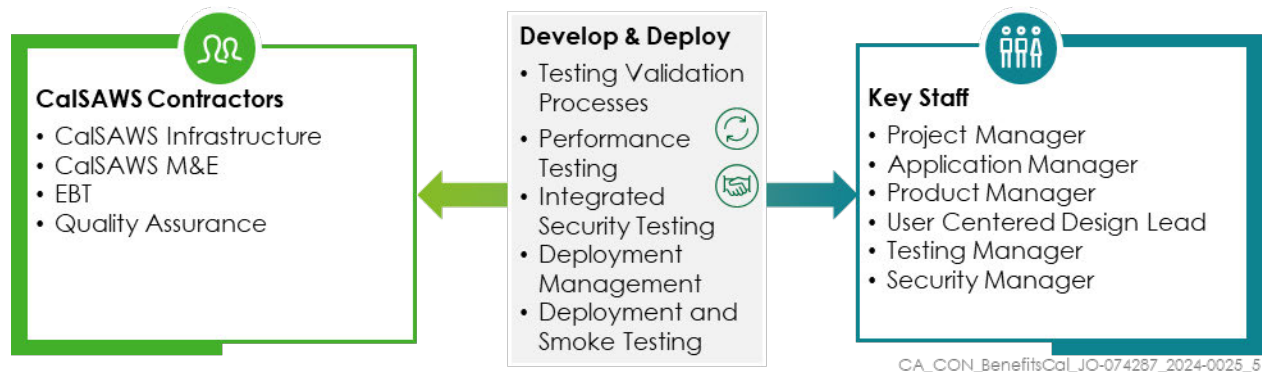 CalSAWS Contractors
• CalSAWS Infrastructure
• CalSAWS M&E
• EBT
• Quality Assurance
Develop & Deploy
• Testing Validation
Processes
• Performance
Testing
• Integrated
Security Testing
• Deployment
Management
• Deployment and
Smoke Testing
Key Staff
• Project Manager
• Application Manager
• Product Manager
• User Centered Design Lead
• Testing Manager
• Security Manager
CA_CON_BenefitsCal_JO-074287_2024-0025_5